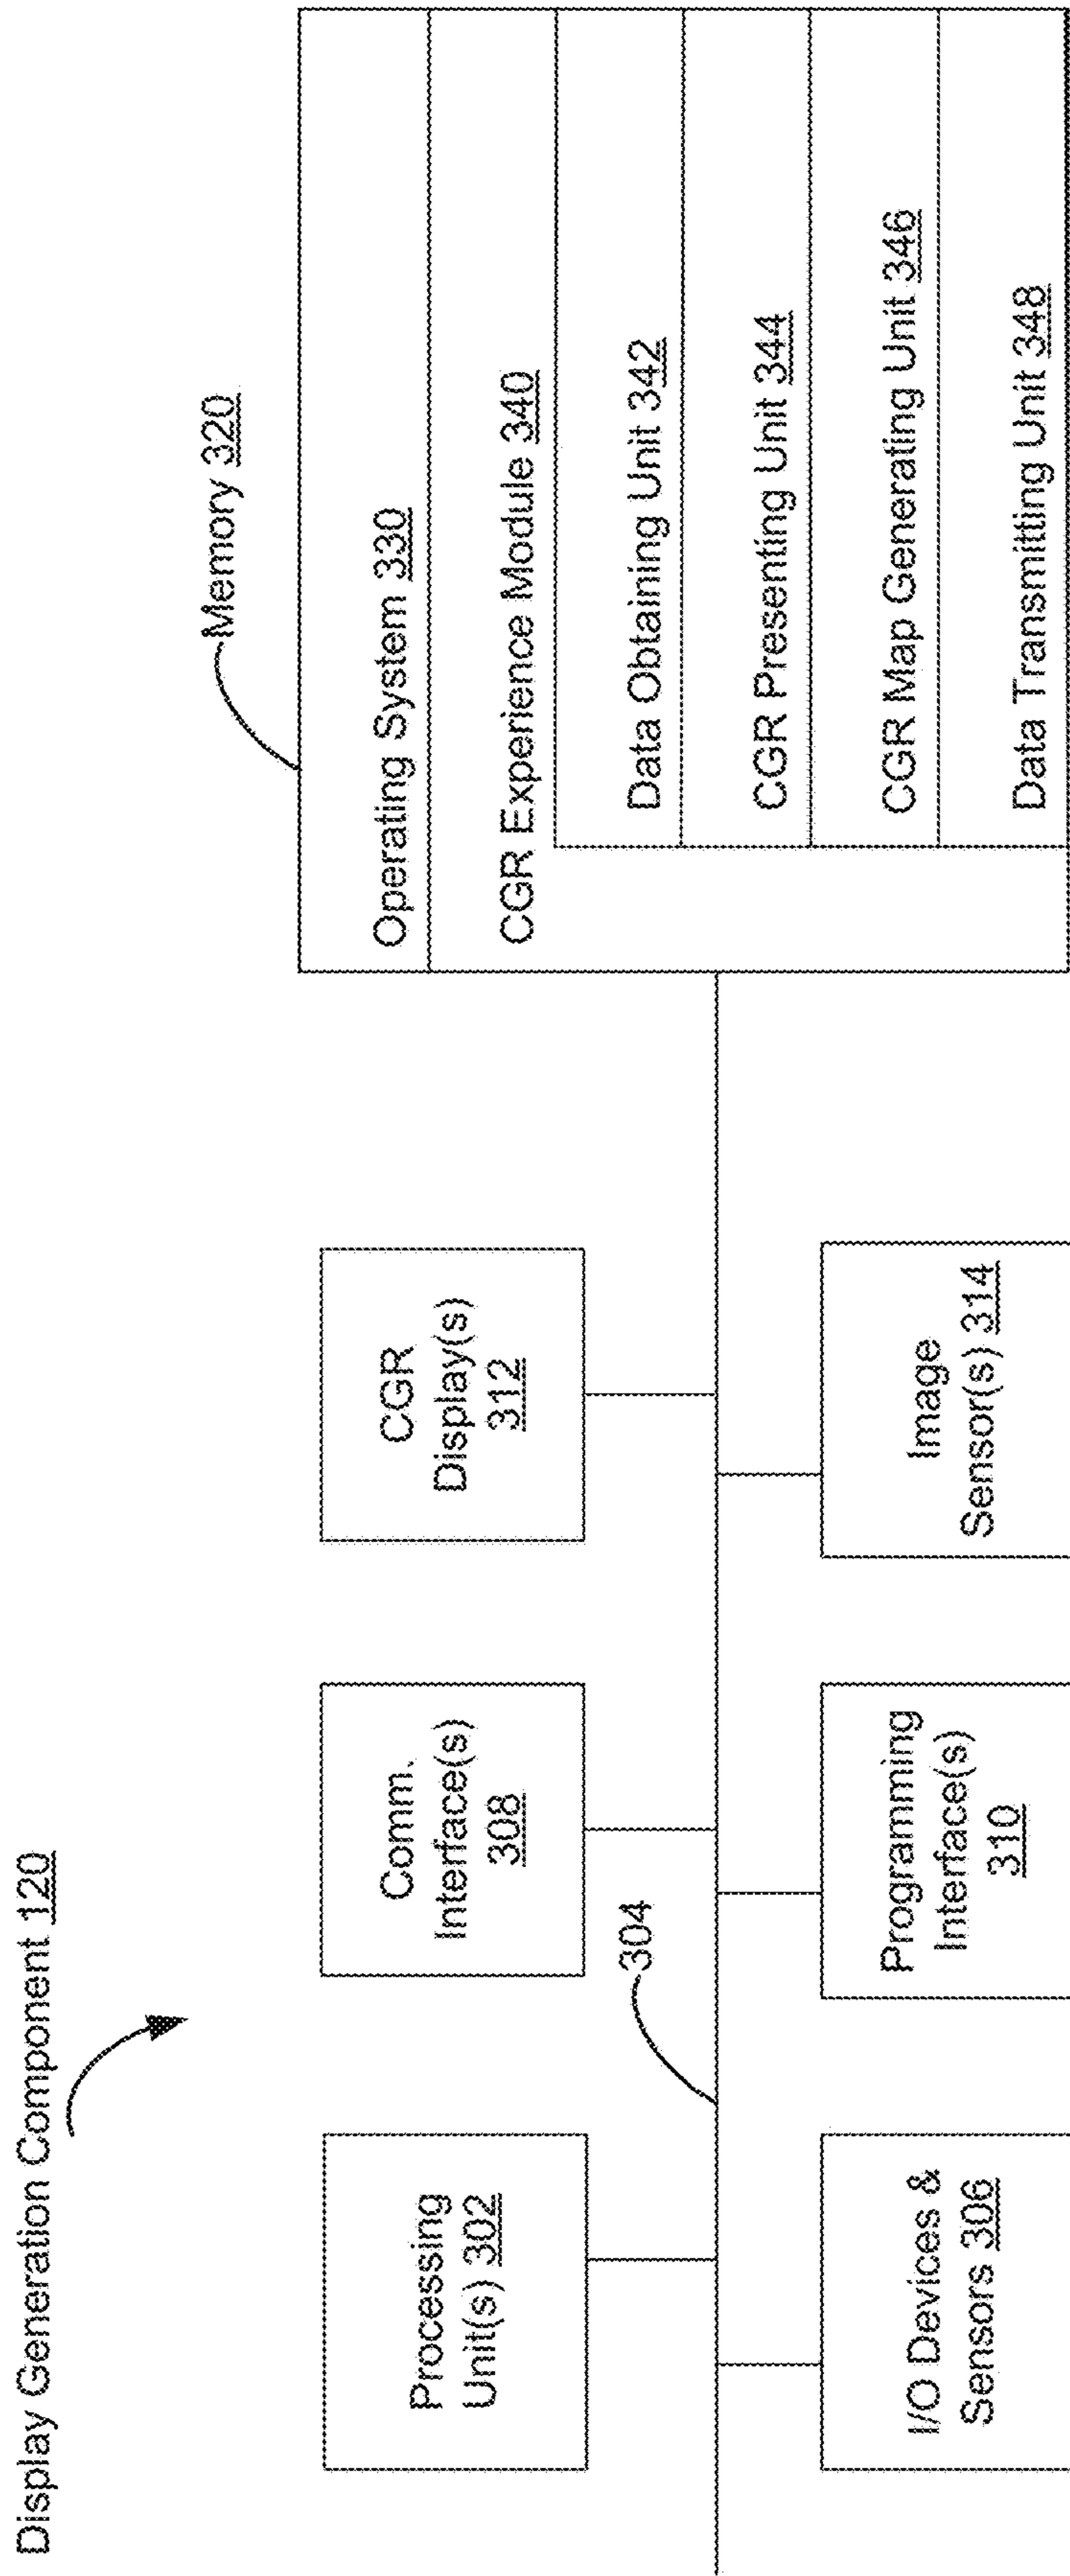 Display Generation Component 120
Memory 320
Operating System 330
CGR Experience Module 340
Data Obtaining Unit 342
CGR Presenting Unit 344
CGR Map Generating Unit 346
Data Transmitting Unit 348
Processing
Unit(s) 302
Comm.
Interface(s)
308
CGR
Display(s)
312
304
I/O Devices &
Sensors 306
Programming
Interface(s)
310
Image
Sensor(s) 314